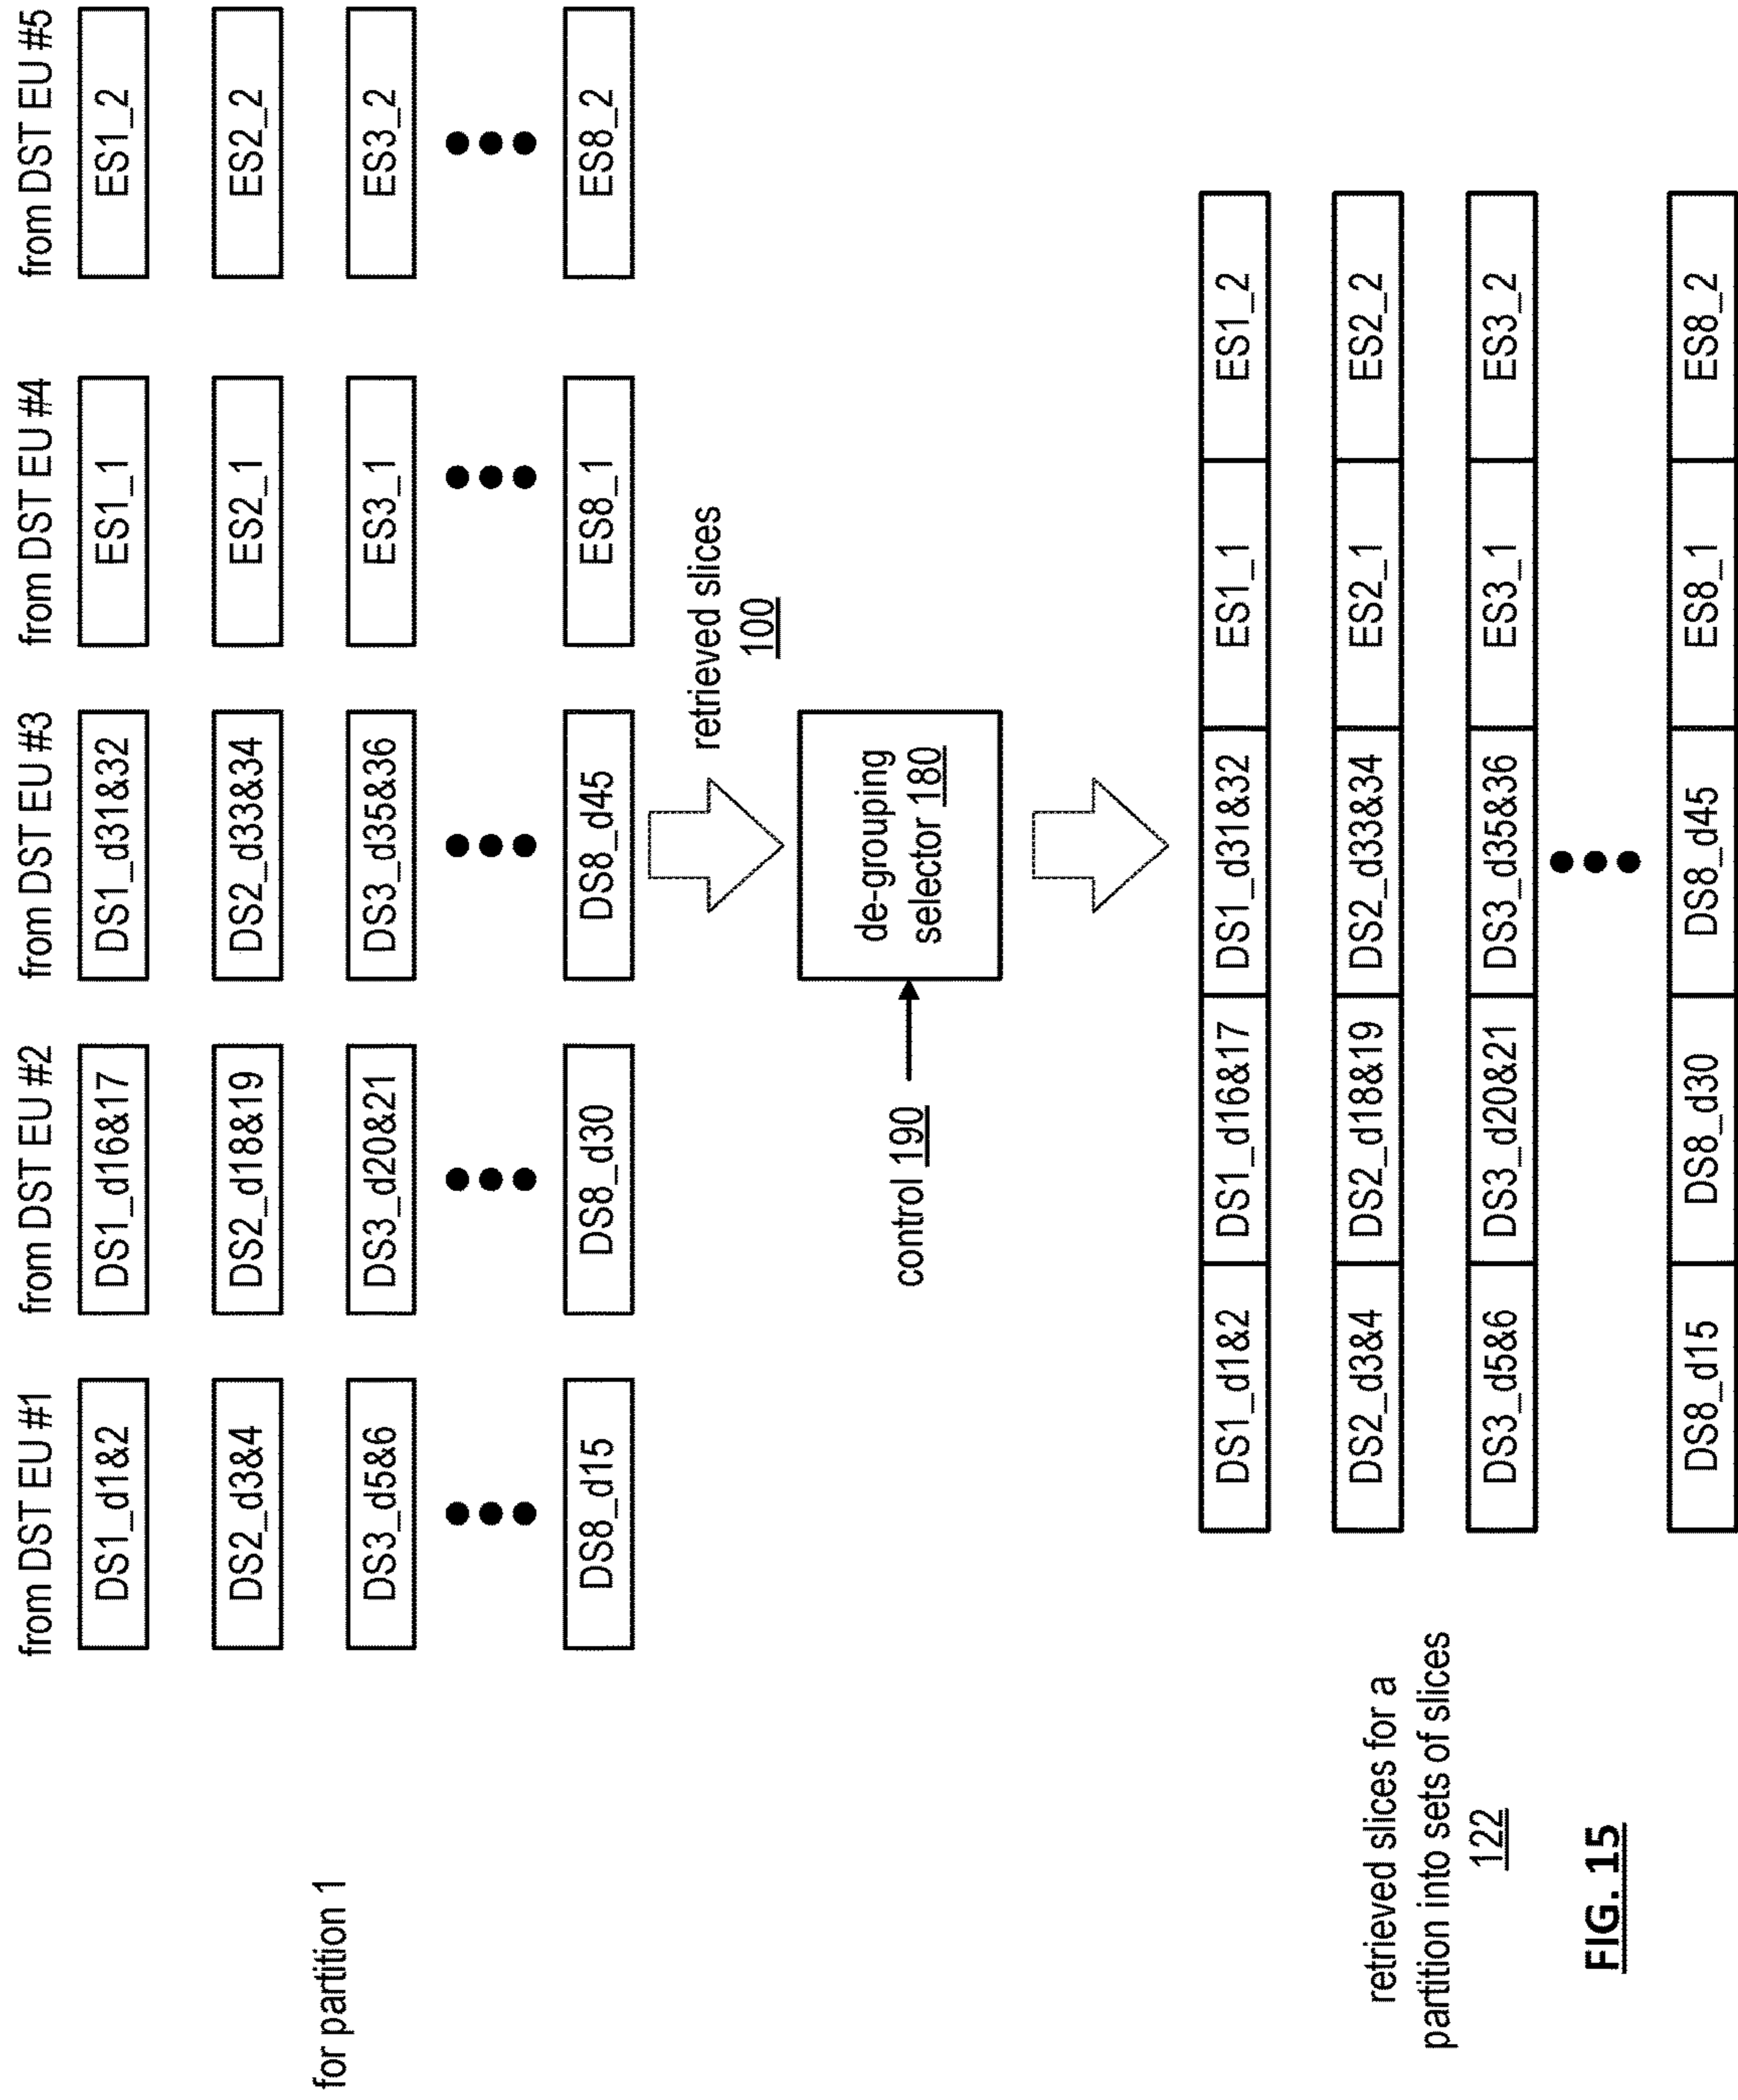 from DST EU #1
from DST EU #2
from DST EU #3
from DST EU #4
from DST EU #5
DS1_d1&2
DS1_d16&17
DS1_d31&32
ES1_1
ES1_2
DS2_d3&4
DS2_d18&19
DS2_d33&34
ES2_1
ES2_2
for partition 1
DS3_d5&6
DS3_d20&21
DS3_d35&36
ES3_1
ES3_2
DS8_d15
DS8_d30
DS8_d45
ES8_1
ES8_2
retrieved slices
100
control 190
de-grouping
selector 180
DS1_d1&2
DS1_d16&17
DS1_d31&32
ES1_1
ES1_2
DS2_d3&4
DS2_d18&19
DS2_d33&34
ES2_1
ES2_2
DS3_d5&6
DS3_d20&21
DS3_d35&36
ES3_1
ES3_2
DS8_d15
DS8_d30
DS8_d45
ES8_1
ES8_2
retrieved slices for a
partition into sets of slices
122
FIG. 15